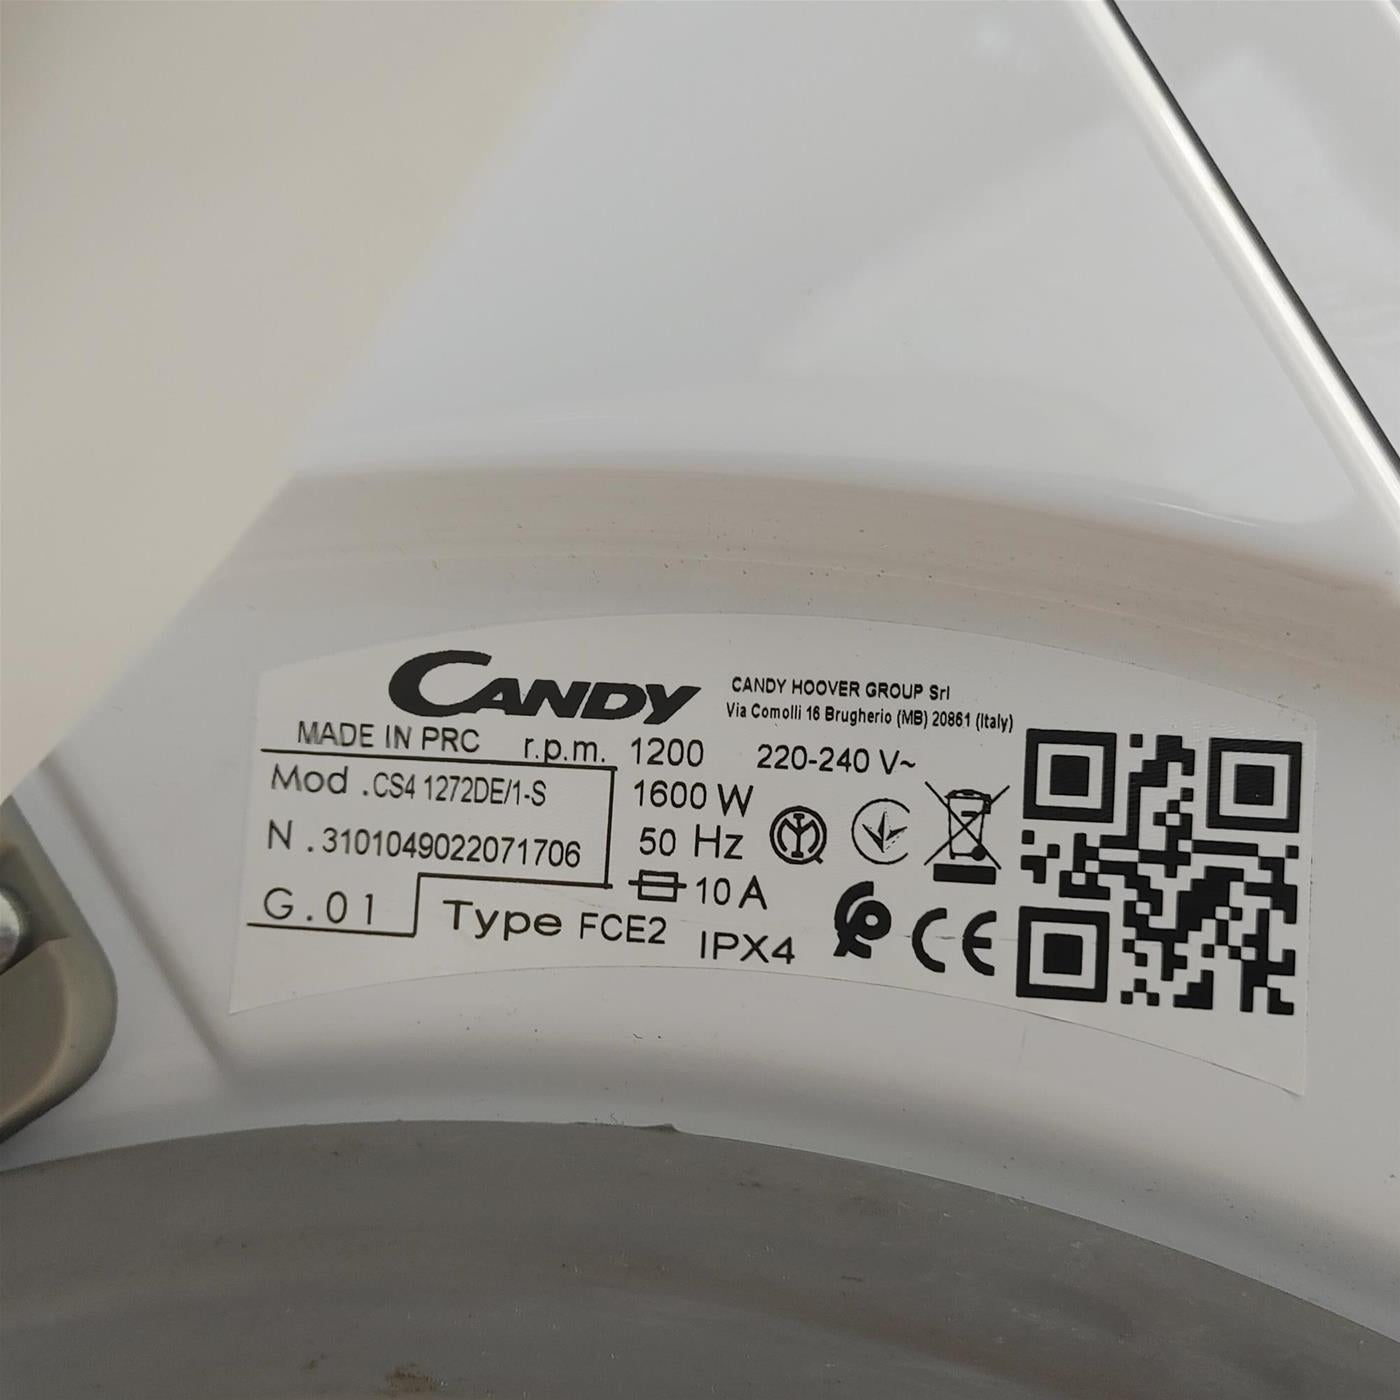 CANDY
CANDY HOOVER GROUP Srl
Via Comolli 16 Brugherio (MB) 20861 (Italy)
MADE IN PRC
r.p.m. 1200 220-240 V~
Mod .CS4 1272DE/1-S
1600 W
N .3101049022071706
50 Hz
10 A
G.01
Type FCE2
IPX4
CE